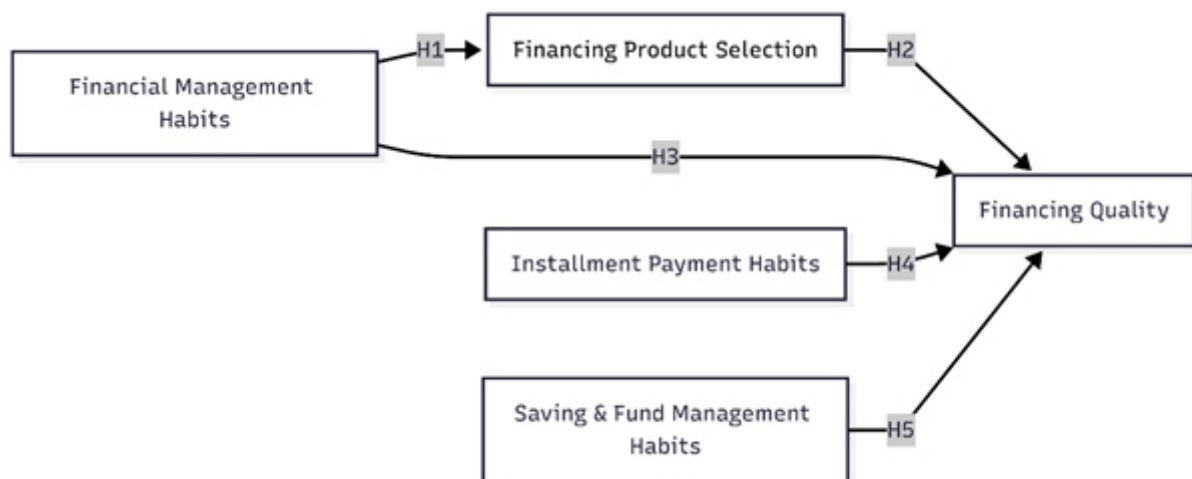 H1
Financing Product Selection
H2
Financial Management
Habits
H3
Financing Quality
Installment Payment Habits
H4
Saving & Fund Management
Habits
H5